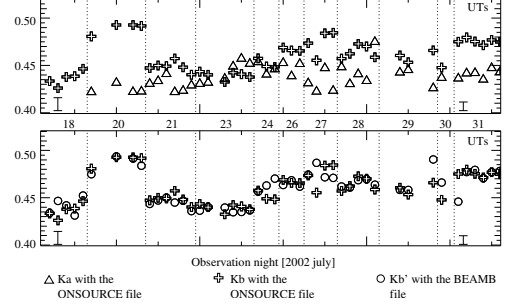 UTs
0.50
0.45
0.40
18 20 21 23 24 26 27 28 29 30 31
UTs
0.50
0.45
0.40
Observation night [2002 july]
Ka with the ONSOURCE file
Kb with the ONSOURCE file
Kb' with the BEAMB file